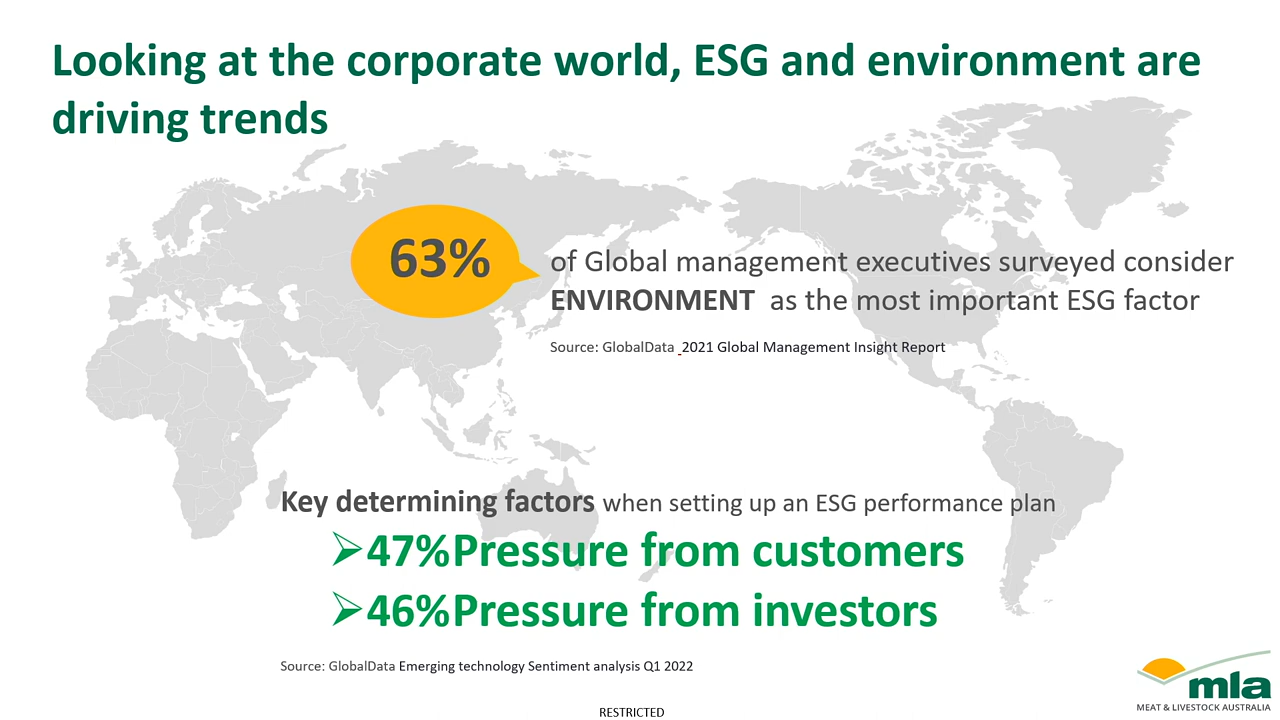 Looking at the corporate world, ESG and environment are
driving trends
63%
of Global management executives surveyed consider
ENVIRONMENT as the most important ESG factor
Source: GlobalData 2021 Global Management Insight Report
Key determining factors when setting up an ESG performance plan
➢47%Pressure from customers
➢46%Pressure from investors
Source: GlobalData Emerging technology Sentiment analysis Q1 2022
mla
MEAT & LIVESTOCK AUSTRALIA
RESTRICTED